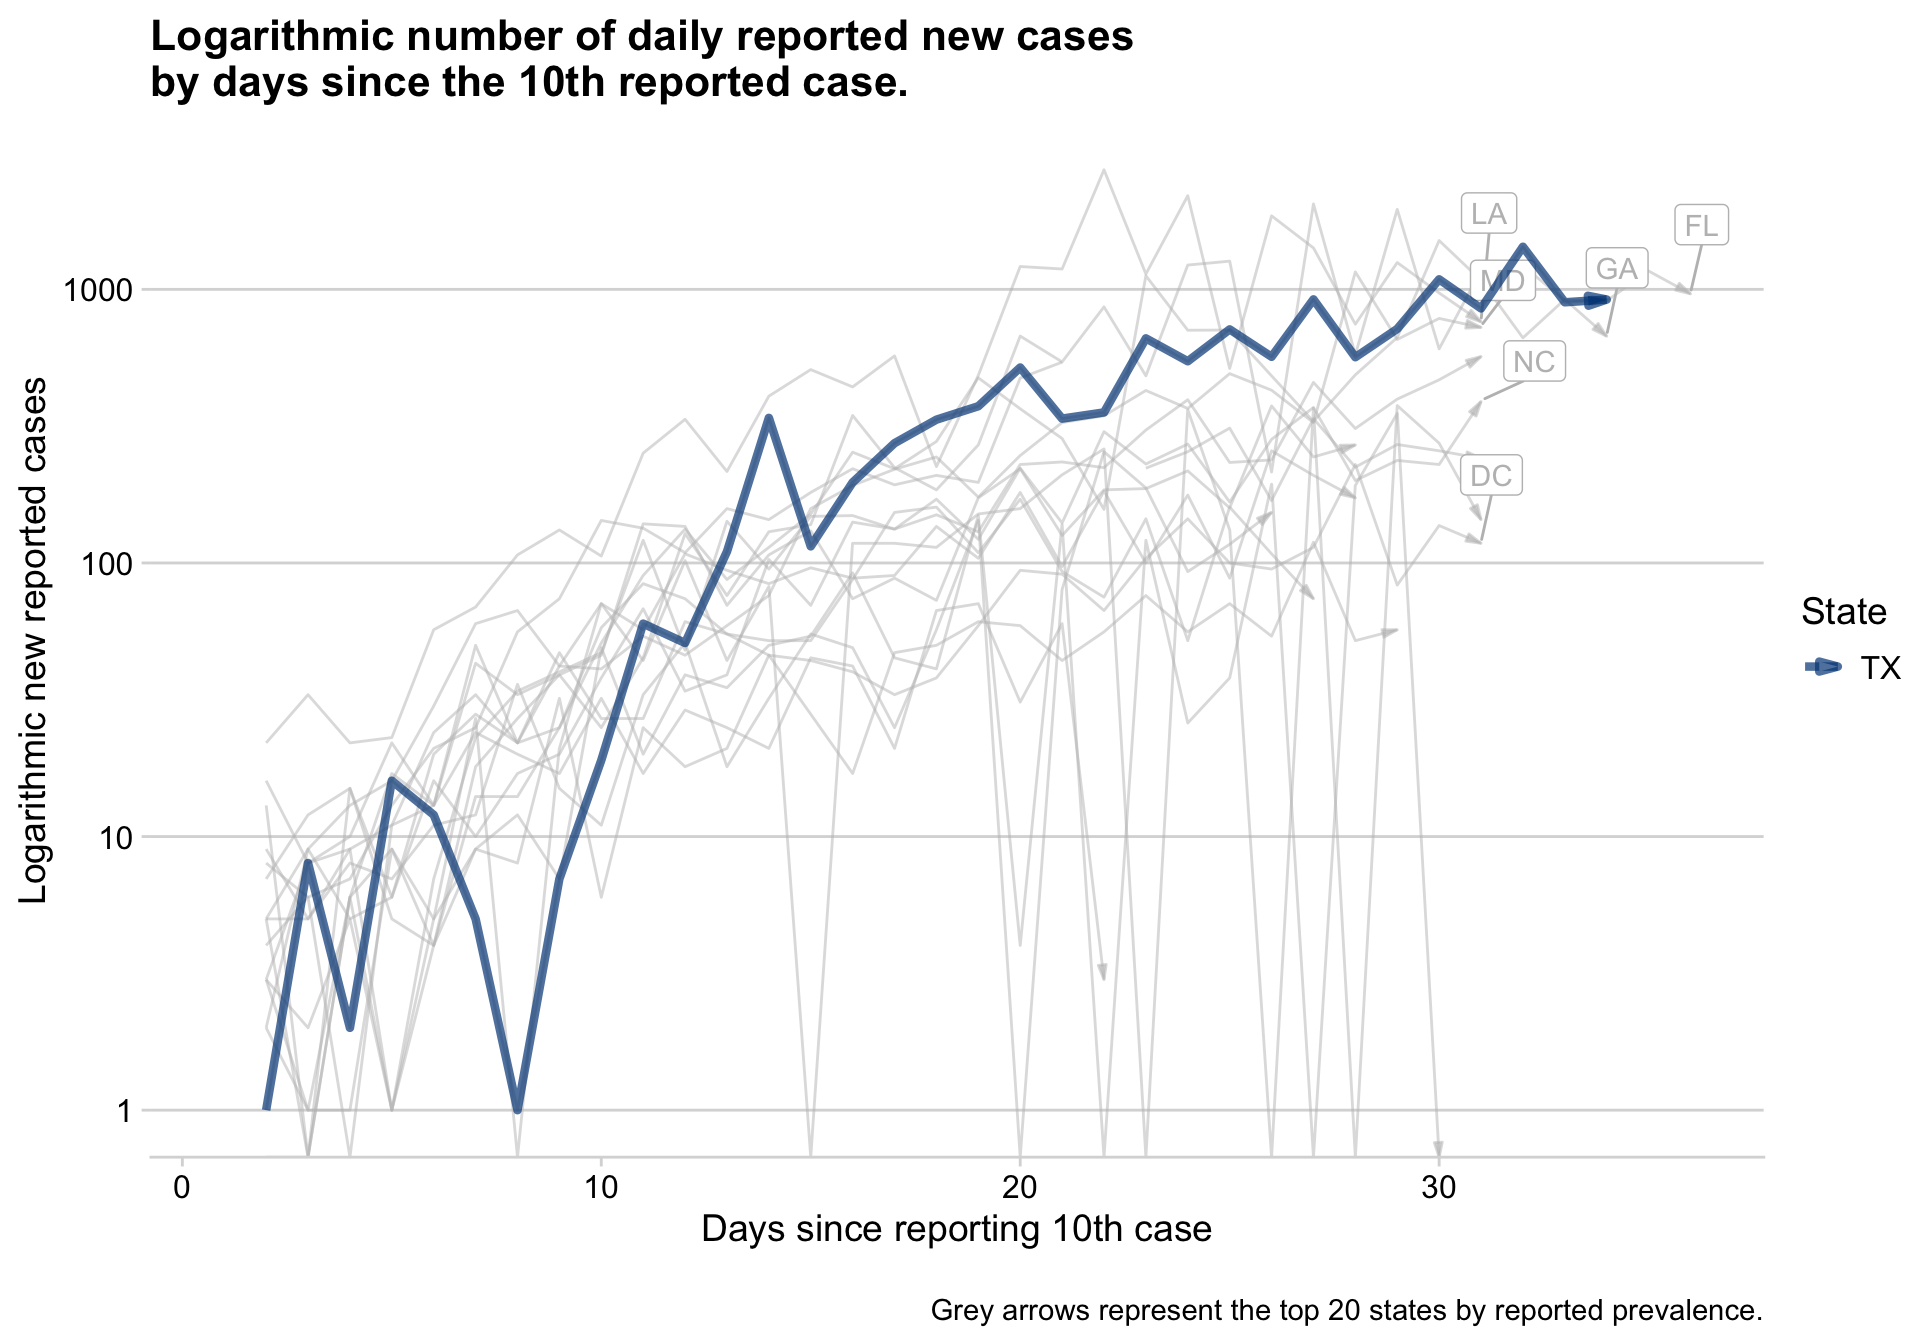 Logarithmic number of daily reported new cases
by days since the 10th reported case.
LA
FL
GA
MD
1000
NC
DC
100
State
TX
10
1
Logarithmic new reported cases
0
10
20
30
Days since reporting 10th case
Grey arrows represent the top 20 states by reported prevalence.